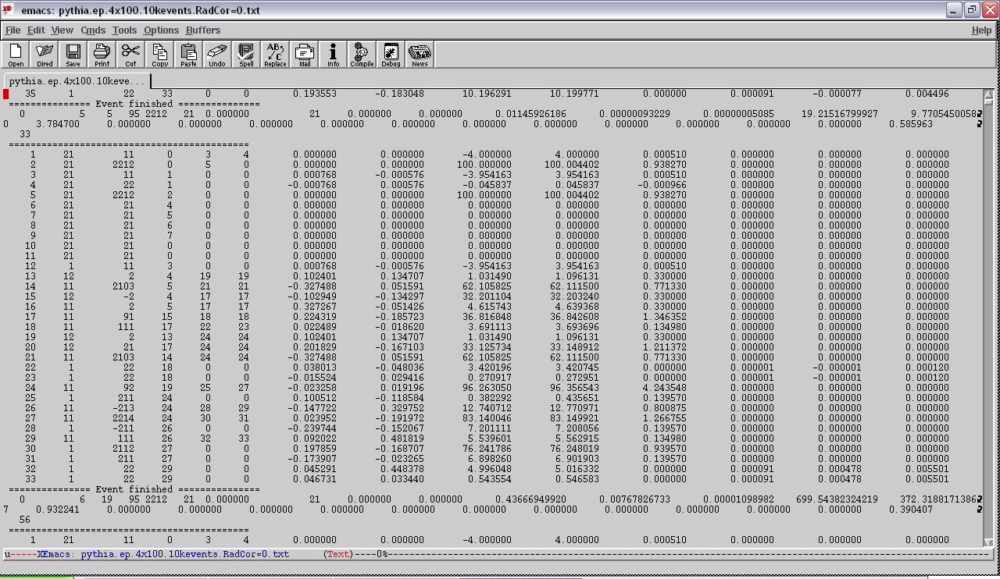 emacs: pythia.ep.4x100.10kevents.RadCor=0.txt
File Edit View Cmds Tools Options Buffers Help
Open Dired Save Print Cut Copy Paste Undo Spell Replace Mail Info Compile Debug News
pythia.ep.4x100.10keve...
35 1 22 33 0 0 0.193553 -0.183048 10.196291 10.199771 0.000000 0.000091 -0.000077 0.004496
=============== Event finished ===============
0 5 5 95 2212 21 0.000000 21 0.000000 0.000000 0.01145926186 0.00000093229 0.00000005085 19.21516799927 9.7705450058
0 3.784700 0.000000 0.000000 0.000000 0.000000 0.000000 0.000000 0.000000 0.000000 0.000000 0.000000 0.585963
33
============================================
1 21 11 0 3 4 0.000000 0.000000 -4.000000 4.000000 0.000510 0.000000 0.000000 0.000000
2 21 2212 0 5 0 0.000000 0.000000 100.000000 100.004402 0.938270 0.000000 0.000000 0.000000
3 21 11 1 0 0 0.000768 -0.000576 -3.954163 3.954163 0.000510 0.000000 0.000000 0.000000
4 21 22 1 0 0 -0.000768 0.000576 -0.045837 0.045837 -0.000966 0.000000 0.000000 0.000000
5 21 2212 2 0 0 0.000000 0.000000 100.000000 100.004402 0.938270 0.000000 0.000000 0.000000
6 21 21 4 0 0 0.000000 0.000000 0.000000 0.000000 0.000000 0.000000 0.000000 0.000000
7 21 21 5 0 0 0.000000 0.000000 0.000000 0.000000 0.000000 0.000000 0.000000 0.000000
8 21 21 6 0 0 0.000000 0.000000 0.000000 0.000000 0.000000 0.000000 0.000000 0.000000
9 21 21 7 0 0 0.000000 0.000000 0.000000 0.000000 0.000000 0.000000 0.000000 0.000000
10 21 21 0 0 0 0.000000 0.000000 0.000000 0.000000 0.000000 0.000000 0.000000 0.000000
11 21 21 0 0 0 0.000000 0.000000 0.000000 0.000000 0.000000 0.000000 0.000000 0.000000
12 1 11 3 0 0 0.000768 -0.000576 -3.954163 3.954163 0.000510 0.000000 0.000000 0.000000
13 12 2 4 19 19 0.102401 0.134707 1.031490 1.096131 0.330000 0.000000 0.000000 0.000000
14 11 2103 5 21 21 -0.327488 0.051591 62.105825 62.111500 0.771330 0.000000 0.000000 0.000000
15 12 -2 4 17 17 -0.102949 -0.134297 32.201104 32.203240 0.330000 0.000000 0.000000 0.000000
16 11 2 5 17 17 0.327267 -0.051426 4.615743 4.639368 0.330000 0.000000 0.000000 0.000000
17 11 91 15 18 18 0.224319 -0.185723 36.816848 36.842608 1.346352 0.000000 0.000000 0.000000
18 11 111 17 22 23 0.022489 -0.018620 3.691113 3.693696 0.134980 0.000000 0.000000 0.000000
19 12 2 13 24 24 0.102401 0.134707 1.031490 1.096131 0.330000 0.000000 0.000000 0.000000
20 12 21 17 24 24 0.201829 -0.167103 33.125734 33.148912 1.211372 0.000000 0.000000 0.000000
21 11 2103 14 24 24 -0.327488 0.051591 62.105825 62.111500 0.771330 0.000000 0.000000 0.000000
22 1 22 18 0 0 0.038013 -0.048036 3.420196 3.420745 0.000000 0.000001 -0.000001 0.000120
23 1 22 18 0 0 -0.015524 0.029416 0.270917 0.272951 0.000000 0.000001 -0.000001 0.000120
24 11 92 19 25 27 -0.023258 0.019196 96.263050 96.356543 4.243548 0.000000 0.000000 0.000000
25 1 211 24 0 0 0.100512 -0.118584 0.382292 0.435651 0.139570 0.000000 0.000000 0.000000
26 11 -213 24 28 29 -0.147722 0.329752 12.740712 12.770971 0.800875 0.000000 0.000000 0.000000
27 11 2214 24 30 31 0.023952 -0.191972 83.140046 83.149921 1.266755 0.000000 0.000000 0.000000
28 1 -211 26 0 0 -0.239744 -0.152067 7.201111 7.208056 0.139570 0.000000 0.000000 0.000000
29 11 111 26 32 33 0.092022 0.481819 5.539601 5.562915 0.134980 0.000000 0.000000 0.000000
30 1 2112 27 0 0 0.197859 -0.168707 76.241786 76.248019 0.939570 0.000000 0.000000 0.000000
31 1 211 27 0 0 -0.173907 -0.023265 6.898260 6.901903 0.139570 0.000000 0.000000 0.000000
32 1 22 29 0 0 0.045291 0.448378 4.996048 5.016332 0.000000 0.000091 0.000478 0.005501
33 1 22 29 0 0 0.046731 0.033440 0.543554 0.546583 0.000000 0.000091 0.000478 0.005501
=============== Event finished ===============
0 6 19 95 2212 21 0.000000 21 0.000000 0.000000 0.43666949920 0.00767826733 0.00001098982 699.54382324219 372.3188171386
7 0.932241 0.000000 0.000000 0.000000 0.000000 0.000000 0.000000 0.000000 0.000000 0.000000 0.000000 0.390407
56
============================================
1 21 11 0 3 4 0.000000 0.000000 -4.000000 4.000000 0.000510 0.000000 0.000000 0.000000
u-----XEmacs: pythia.ep.4x100.10kevents.RadCor=0.txt (Text)----0%----